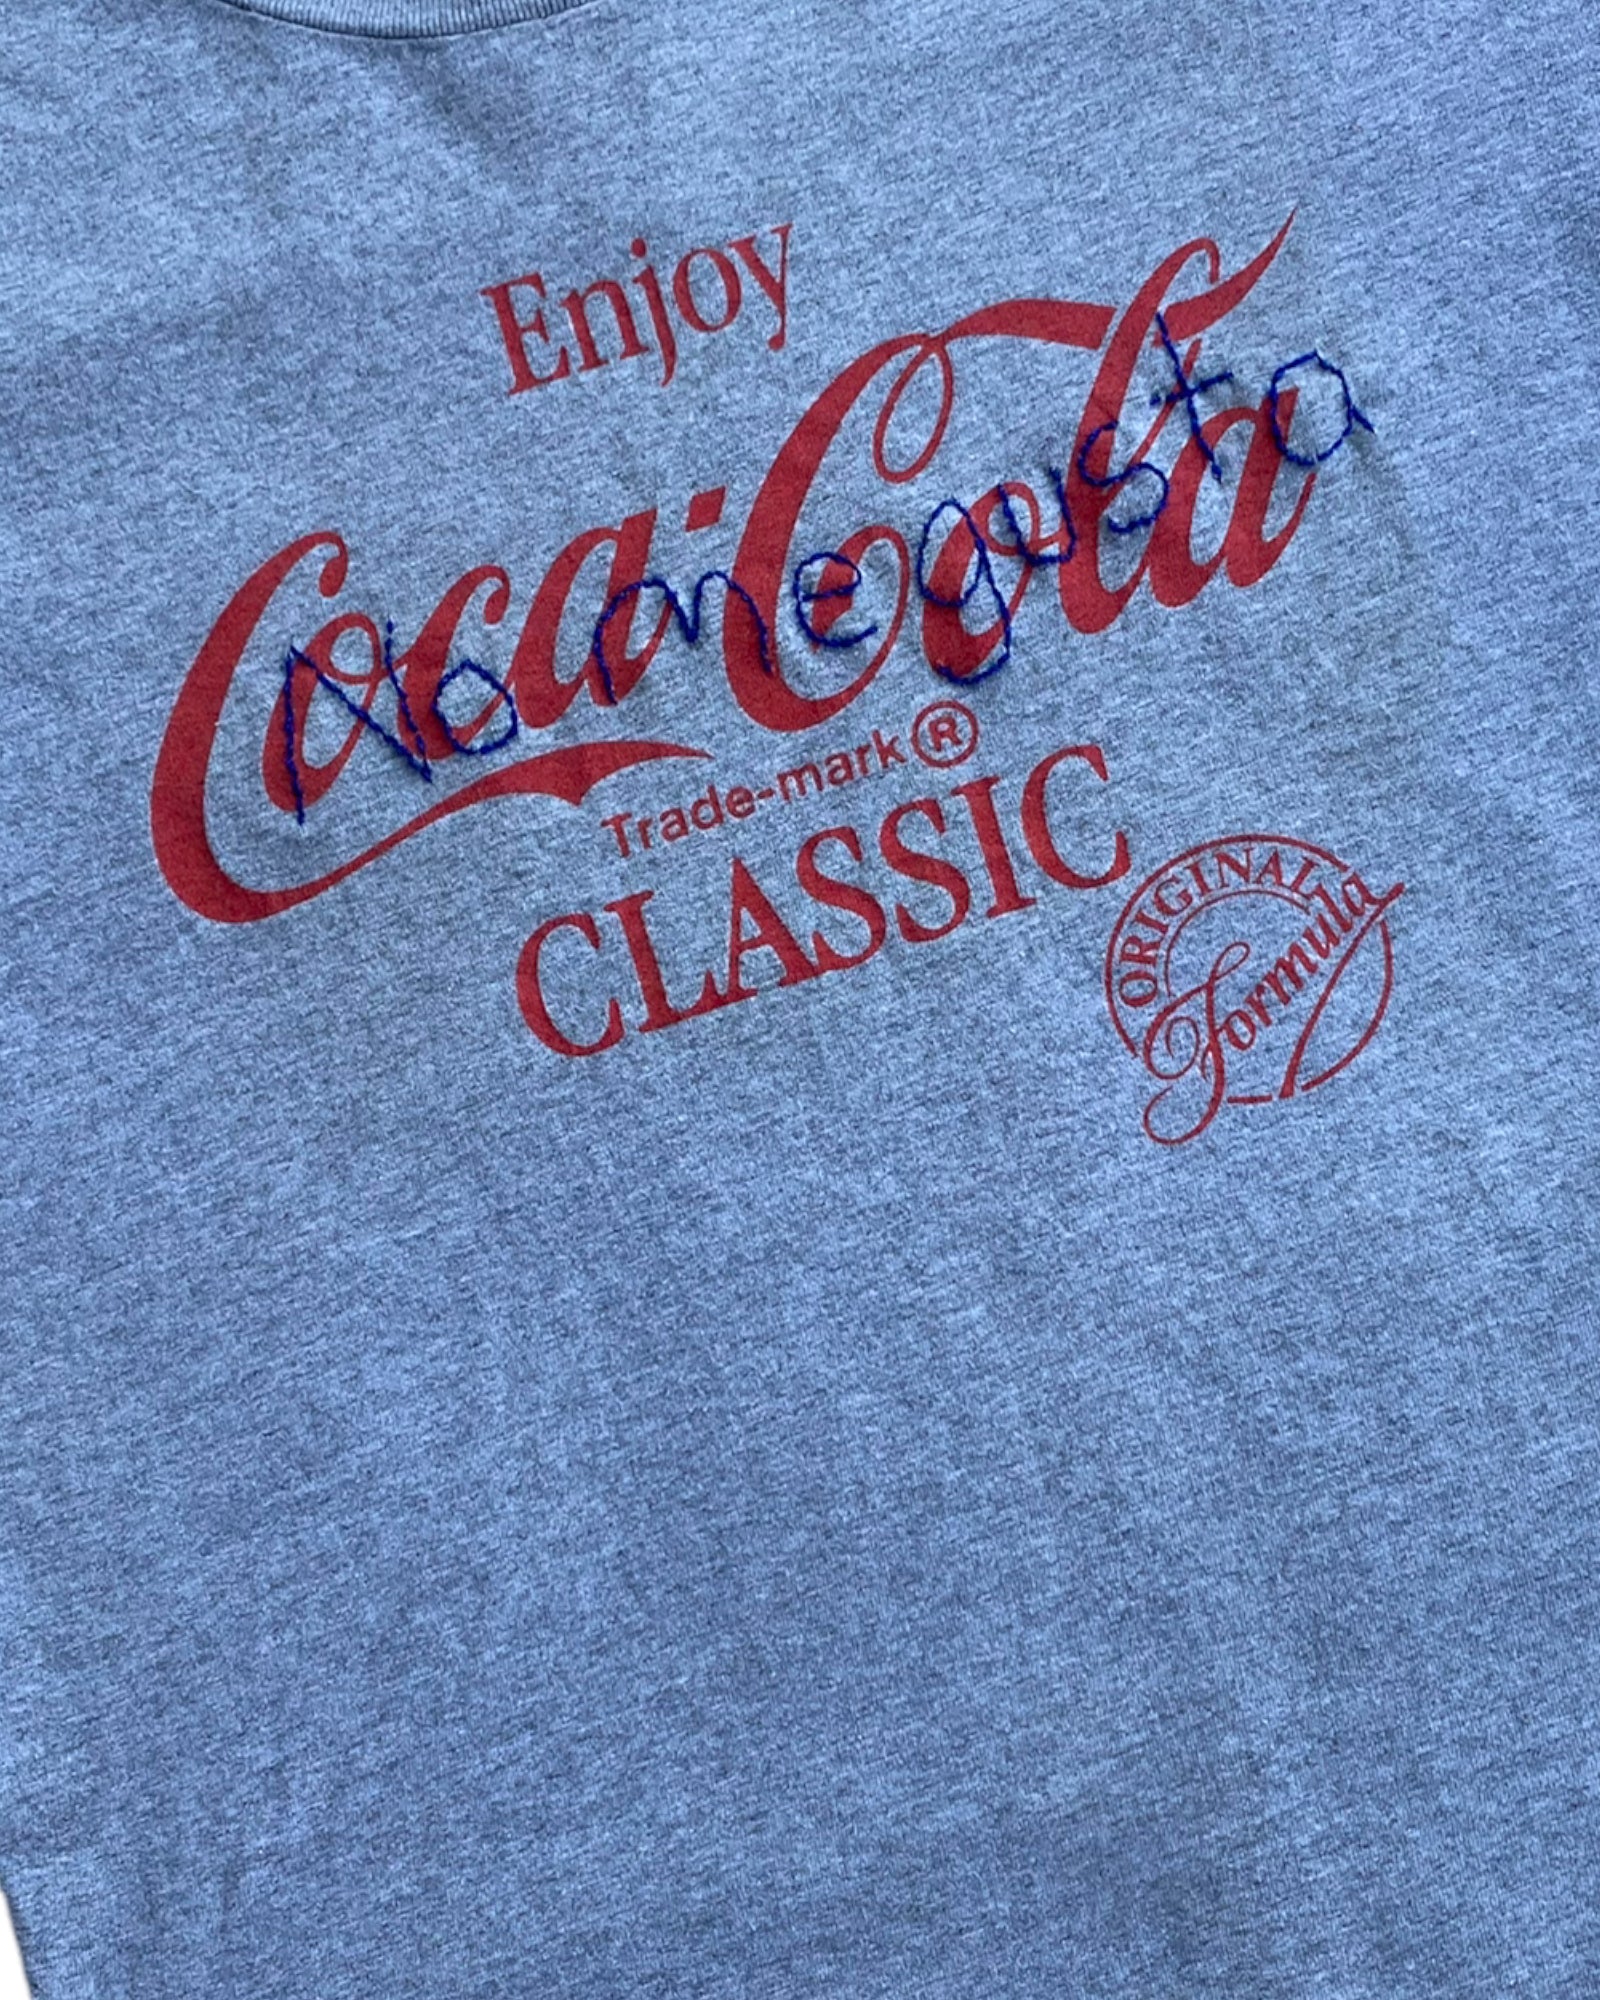 Enjoy
Coca-Cola
No me gusta
Trade-mark ®
CLASSIC
ORIGINAL
Formula